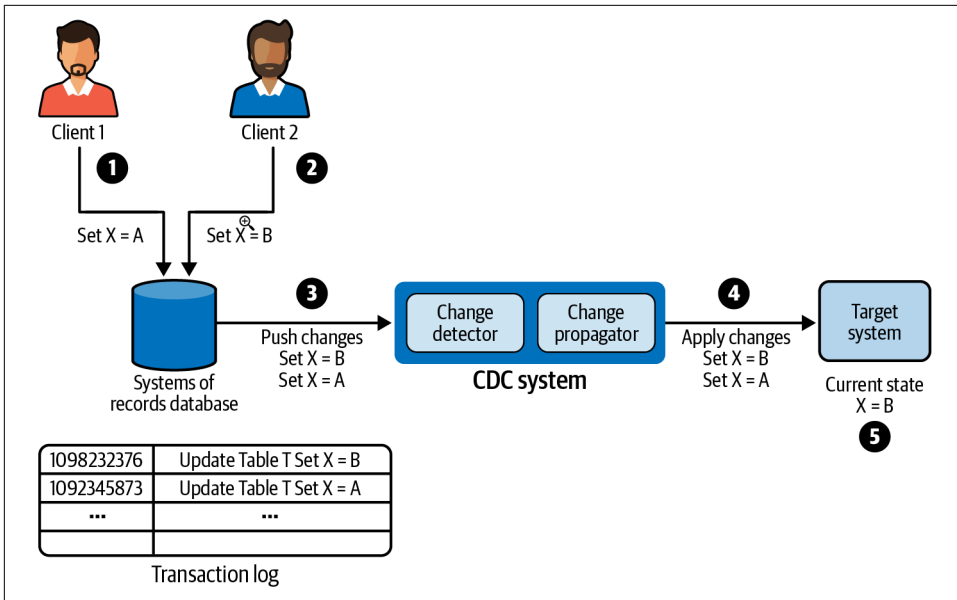 Client 1
Client 2
1
2
Set X = A
Set X = B
3
4
Push changes
Set X = B
Set X = A
Change
detector
Change
propagator
CDC system
Apply changes
Set X = B
Set X = A
Target
system
Systems of
records database
Current state
X = B
5
1098232376 Update Table T Set X = B
1092345873 Update Table T Set X = A
... ...
Transaction log